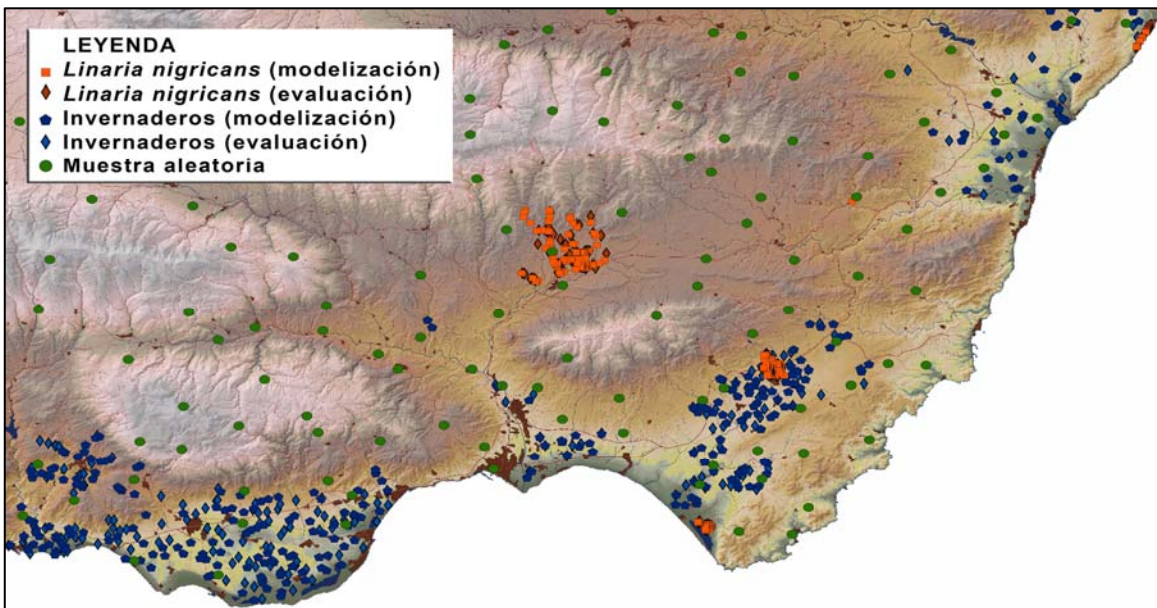 LEYENDA
Linaria nigricans (modelización)
Linaria nigricans (evaluación)
Invernaderos (modelización)
Invernaderos (evaluación)
Muestra aleatoria